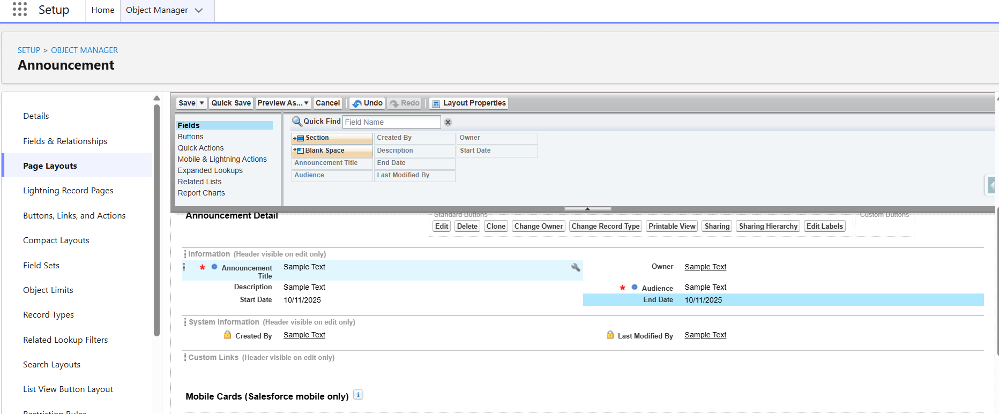 Setup
Home
Object Manager
SETUP > OBJECT MANAGER
Announcement
Details
Fields & Relationships
Page Layouts
Lightning Record Pages
Buttons, Links, and Actions
Compact Layouts
Field Sets
Object Limits
Record Types
Related Lookup Filters
Search Layouts
List View Button Layout
Restriction Rules
Save
Quick Save
Preview As...
Cancel
Undo
Redo
Layout Properties
Fields
Buttons
Quick Actions
Mobile & Lightning Actions
Expanded Lookups
Related Lists
Report Charts
Quick Find
Field Name
Section
Created By
Owner
Blank Space
Description
Start Date
Announcement Title
End Date
Audience
Last Modified By
Announcement Detail
Standard Buttons
Custom Buttons
Edit
Delete
Clone
Change Owner
Change Record Type
Printable View
Sharing
Sharing Hierarchy
Edit Labels
Information (Header visible on edit only)
* Announcement
Title
Sample Text
Owner
Sample Text
Description
Sample Text
* Audience
Sample Text
Start Date
10/11/2025
End Date
10/11/2025
System Information (Header visible on edit only)
Created By
Sample Text
Last Modified By
Sample Text
Custom Links (Header visible on edit only)
Mobile Cards (Salesforce mobile only)
i